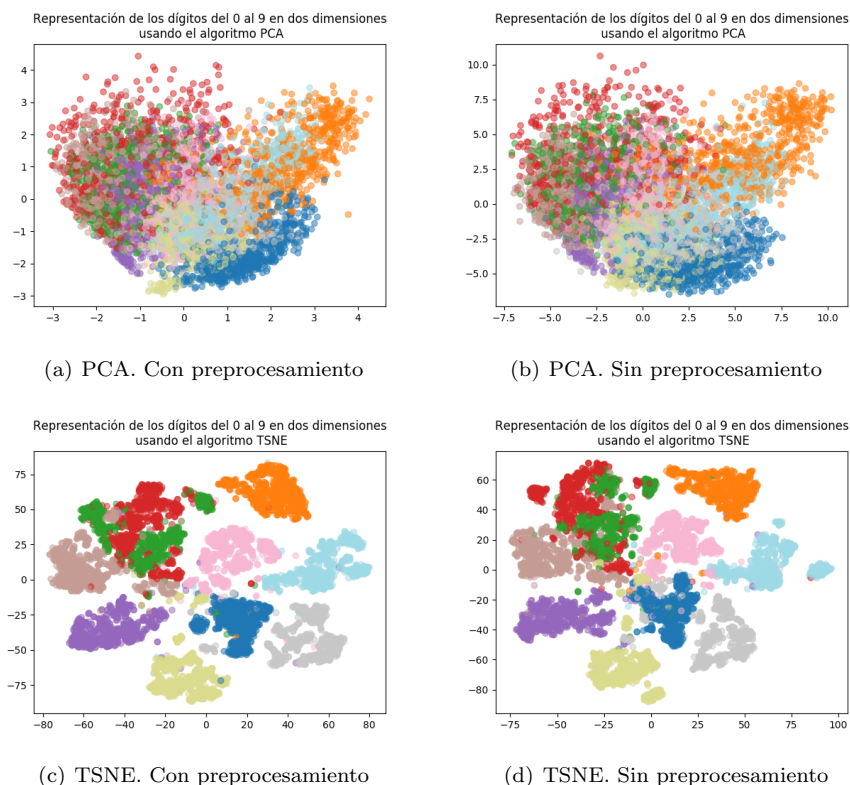 Representación de los dígitos del 0 al 9 en dos dimensiones
usando el algoritmo PCA
4
3
2
1
0
−1
−2
−3
−3 −2 −1 0 1 2 3 4
(a) PCA. Con preprocesamiento
Representación de los dígitos del 0 al 9 en dos dimensiones
usando el algoritmo PCA
10.0
7.5
5.0
2.5
0.0
−2.5
−5.0
−7.5 −5.0 −2.5 0.0 2.5 5.0 7.5 10.0
(b) PCA. Sin preprocesamiento
Representación de los dígitos del 0 al 9 en dos dimensiones
usando el algoritmo TSNE
75
50
25
0
−25
−50
−75
−80 −60 −40 −20 0 20 40 60 80
(c) TSNE. Con preprocesamiento
Representación de los dígitos del 0 al 9 en dos dimensiones
usando el algoritmo TSNE
60
40
20
0
−20
−40
−60
−80
−75 −50 −25 0 25 50 75 100
(d) TSNE. Sin preprocesamiento